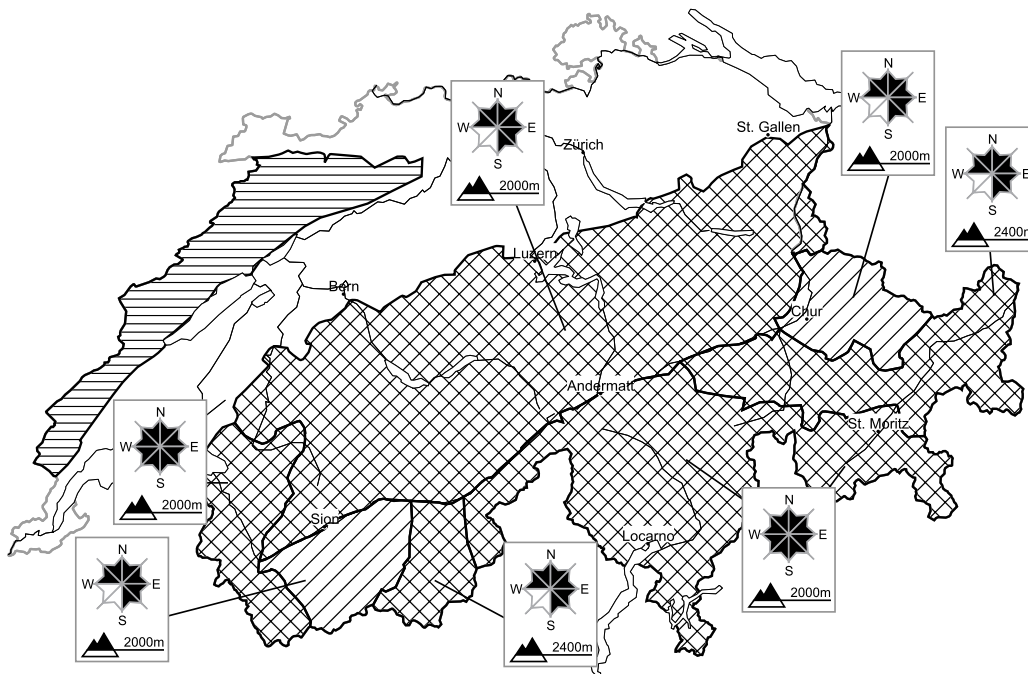 N
W E
S
2000m
N
W E
S
2000m
St. Gallen
Zürich
N
W E
S
2400m
Luzern
Bern
Chur
Andermatt
St. Moritz
N
W E
S
2000m
Sion
Locarno
N
W E
S
2000m
N
W E
S
2000m
N
W E
S
2400m